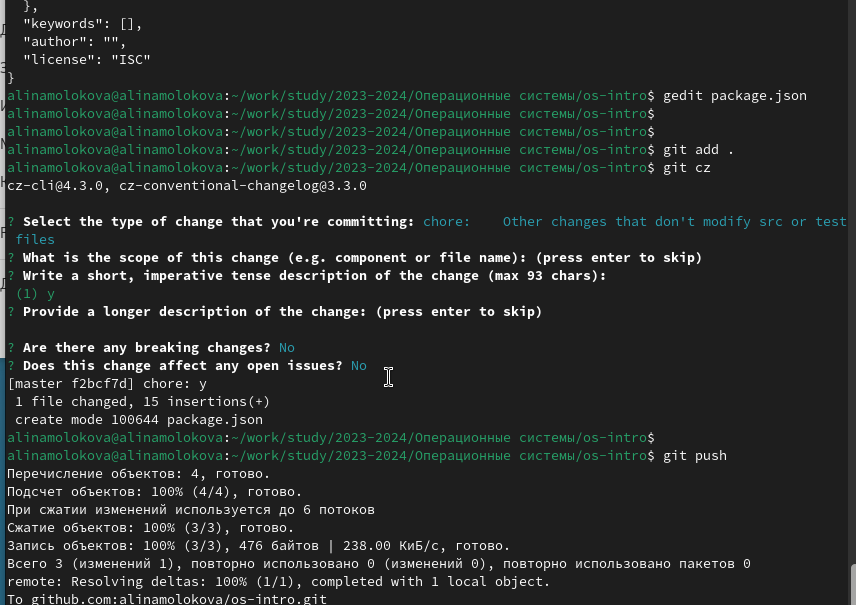 },
"keywords": [],
"author": "",
"license": "ISC"
}
alinamolokova@alinamolokova:~/work/study/2023-2024/Операционные системы/os-intro$ gedit package.json
alinamolokova@alinamolokova:~/work/study/2023-2024/Операционные системы/os-intro$
alinamolokova@alinamolokova:~/work/study/2023-2024/Операционные системы/os-intro$
alinamolokova@alinamolokova:~/work/study/2023-2024/Операционные системы/os-intro$ git add .
alinamolokova@alinamolokova:~/work/study/2023-2024/Операционные системы/os-intro$ git cz
cz-cli@4.3.0, cz-conventional-changelog@3.3.0
? Select the type of change that you're committing: chore:    Other changes that don't modify src or test
files
? What is the scope of this change (e.g. component or file name): (press enter to skip)
? Write a short, imperative tense description of the change (max 93 chars):
(1) y
? Provide a longer description of the change: (press enter to skip)
? Are there any breaking changes? No
? Does this change affect any open issues? No
[master f2bcf7d] chore: y
1 file changed, 15 insertions(+)
create mode 100644 package.json
alinamolokova@alinamolokova:~/work/study/2023-2024/Операционные системы/os-intro$
alinamolokova@alinamolokova:~/work/study/2023-2024/Операционные системы/os-intro$ git push
Перечисление объектов: 4, готово.
Подсчет объектов: 100% (4/4), готово.
При сжатии изменений используется до 6 потоков
Сжатие объектов: 100% (3/3), готово.
Запись объектов: 100% (3/3), 476 байтов | 238.00 КиБ/с, готово.
Всего 3 (изменений 1), повторно использовано 0 (изменений 0), повторно использовано пакетов 0
remote: Resolving deltas: 100% (1/1), completed with 1 local object.
To github.com:alinamolokova/os-intro.git